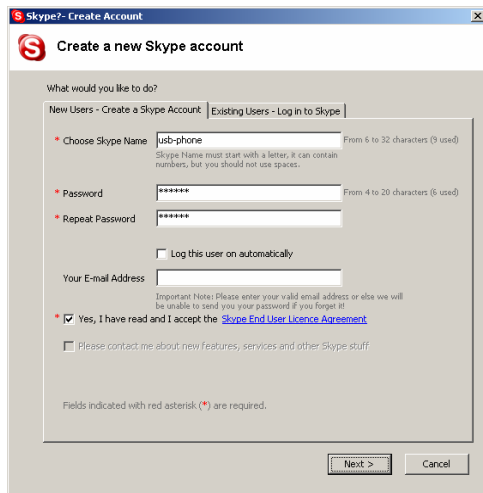 Skype?- Create Account
Create a new Skype account
What would you like to do?
New Users - Create a Skype Account
Existing Users - Log in to Skype
* Choose Skype Name
usb-phone
From 6 to 32 characters (9 used)
Skype Name must start with a letter, it can contain
numbers, but you should not use spaces.
* Password
******
From 4 to 20 characters (6 used)
* Repeat Password
******
Log this user on automatically
Your E-mail Address
Important Note: Please enter your valid email address or else we will
be unable to send you your password if you forget it!
* Yes, I have read and I accept the Skype End User Licence Agreement
Please contact me about new features, services and other Skype stuff
Fields indicated with red asterisk (*) are required.
Next >
Cancel